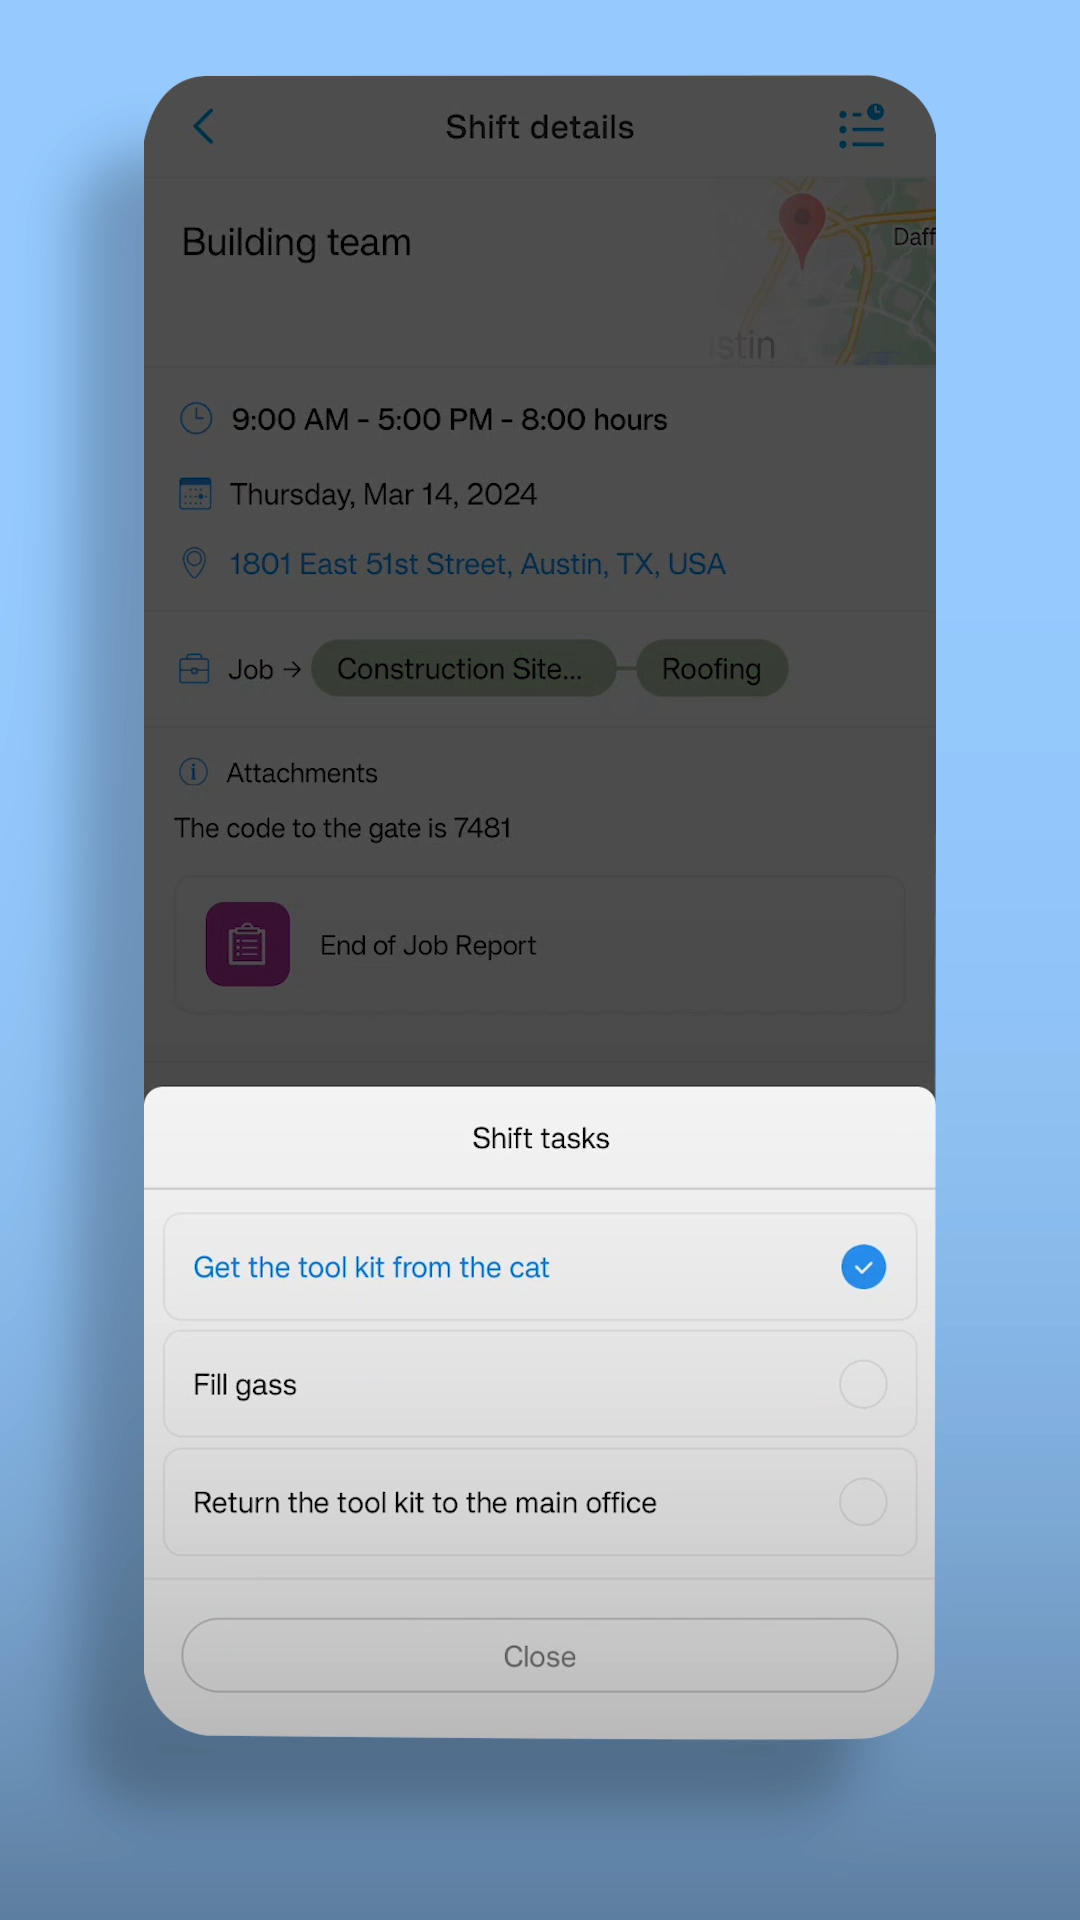 Shift details
Building team
Daff
stin
9:00 AM - 5:00 PM - 8:00 hours
Thursday, Mar 14, 2024
1801 East 51st Street, Austin, TX, USA
Job → Construction Site... Roofing
Attachments
The code to the gate is 7481
End of Job Report
Shift tasks
Get the tool kit from the cat
Fill gass
Return the tool kit to the main office
Close